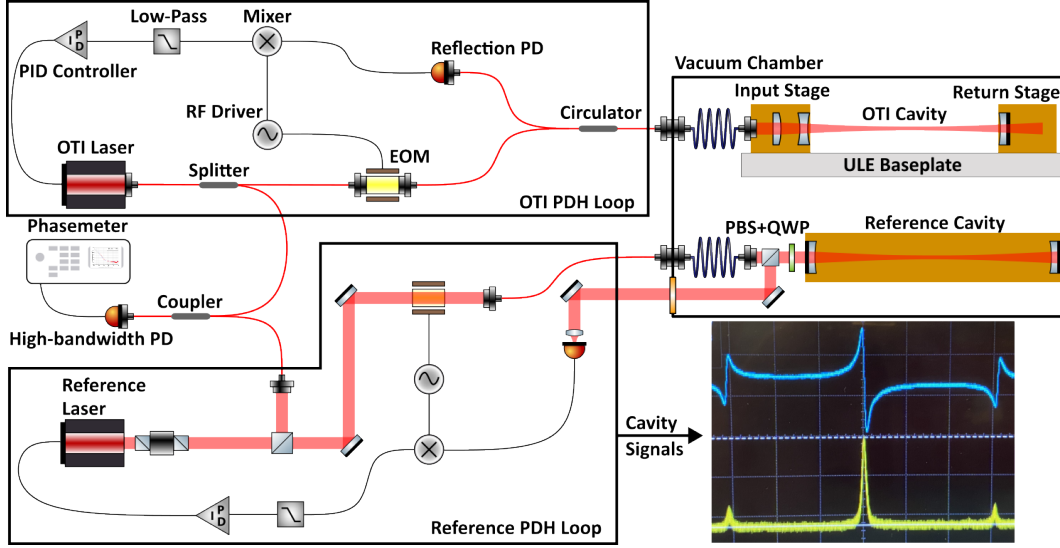 Low-Pass
Mixer
I P D
PID Controller
Reflection PD
Vacuum Chamber
Input Stage
Return Stage
RF Driver
Circulator
OTI Cavity
OTI Laser
EOM
Splitter
ULE Baseplate
OTI PDH Loop
Phasemeter
PBS+QWP
Reference Cavity
Coupler
High-bandwidth PD
Reference
Laser
Cavity
Signals
I P D
Reference PDH Loop